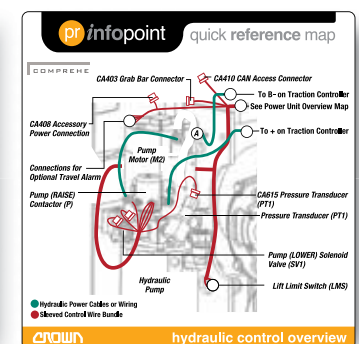 pr infopoint quick reference map
COMPREHE
CA403 Grab Bar Connector
CA410 CAN Access Connector
To B- on Traction Controller
See Power Unit Overview Map
CA408 Accessory
Power Connection
A
To + on Traction Controller
Pump
Motor (M2)
Connections for
Optional Travel Alarm
Pump (RAISE)
Contactor (P)
CA615 Pressure Transducer
(PT1)
Pressure Transducer (PT1)
Pump (LOWER) Solenoid
Valve (SV1)
Hydraulic
Pump
Lift Limit Switch (LMS)
Hydraulic Power Cables or Wiring
Sleeved Control Wire Bundle
CROWN hydraulic control overview